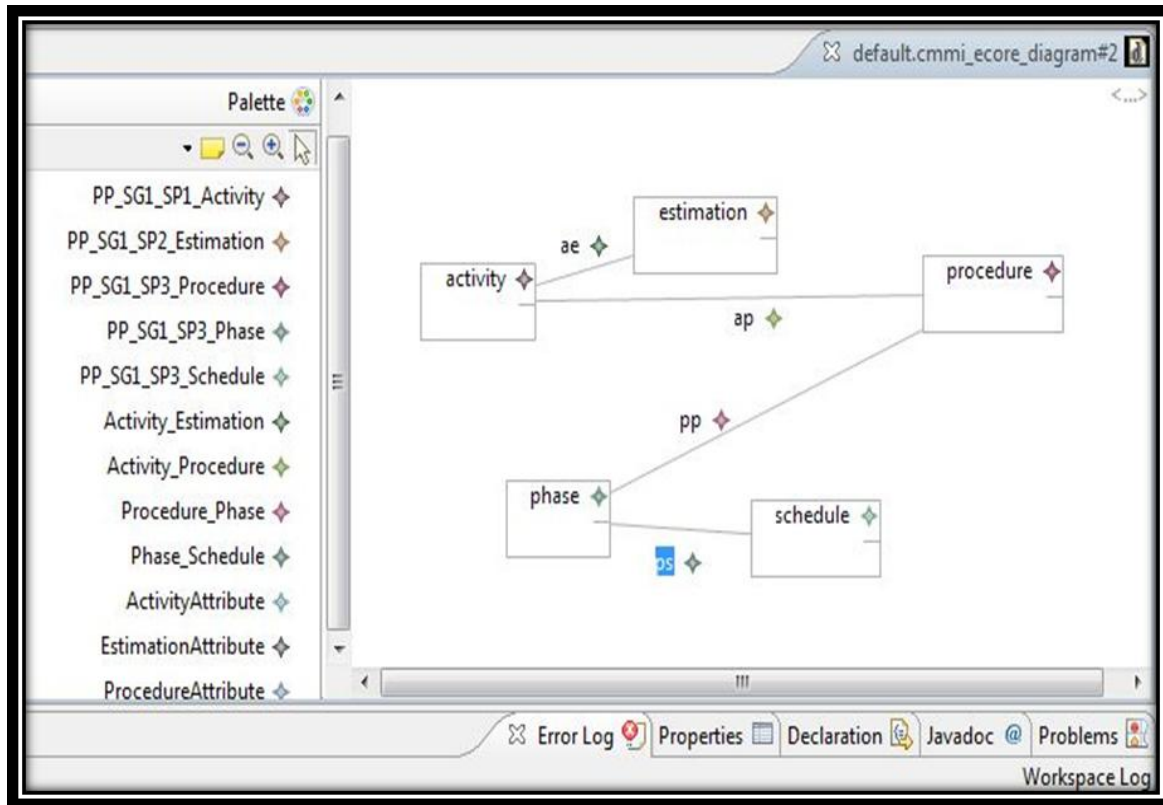 default.cmmi_ecore_diagram#2
Palette
<...>
PP_SG1_SP1_Activity
PP_SG1_SP2_Estimation
PP_SG1_SP3_Procedure
PP_SG1_SP3_Phase
PP_SG1_SP3_Schedule
Activity_Estimation
Activity_Procedure
Procedure_Phase
Phase_Schedule
ActivityAttribute
EstimationAttribute
ProcedureAttribute
estimation
ae
activity
procedure
ap
pp
phase
schedule
ps
Error Log
Properties
Declaration
Javadoc @
Problems
Workspace Log